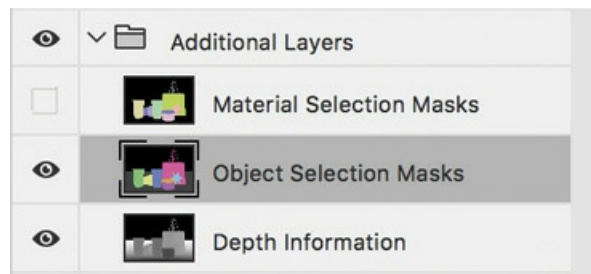 Additional Layers
Material Selection Masks
Object Selection Masks
Depth Information